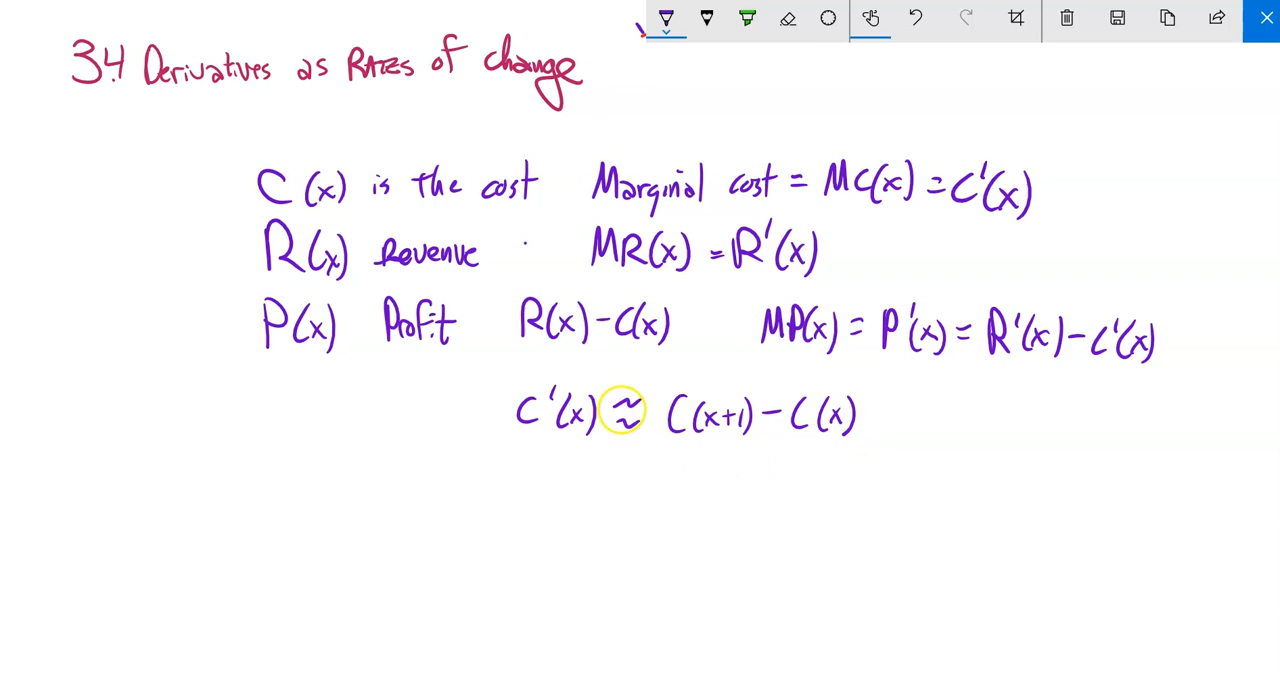 3.4 Derivatives as Rates of change
C(x) is the cost Marginal cost = MC(x) = C'(x)
R(x) Revenue MR(x) = R'(x)
P(x) Profit R(x) - C(x) MP(x) = P'(x) = R'(x) - C'(x)
C'(x) ≈ C(x+1) - C(x)